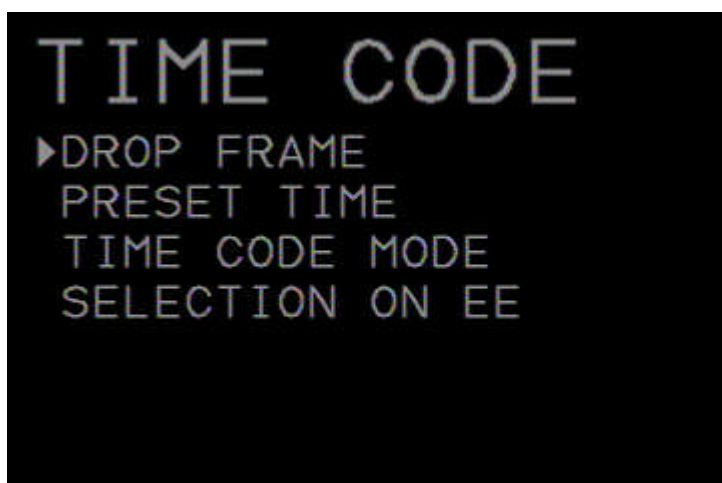 TIME CODE
DROP FRAME
PRESET TIME
TIME CODE MODE
SELECTION ON EE